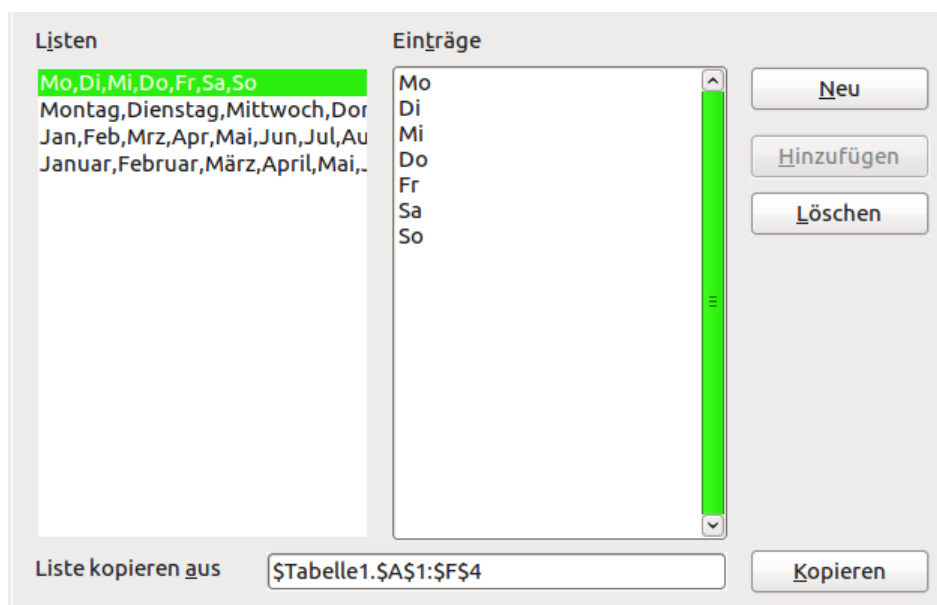 Listen
Mo,Di,Mi,Do,Fr,Sa,So
Montag,Dienstag,Mittwoch,Don
Jan,Feb,Mrz,Apr,Mai,Jun,Jul,Au
Januar,Februar,März,April,Mai,J
Einträge
Mo
Di
Mi
Do
Fr
Sa
So
Neu
Hinzufügen
Löschen
Liste kopieren aus
$Tabelle1.$A$1:$F$4
Kopieren